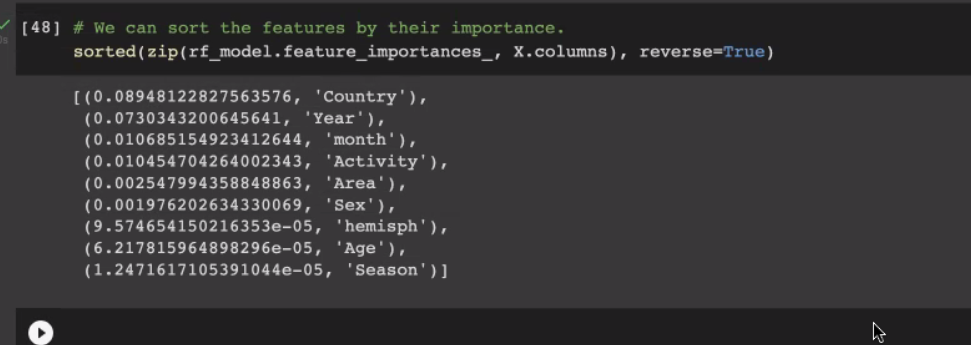 [48] # We can sort the features by their importance.
sorted(zip(rf_model.feature_importances_, X.columns), reverse=True)
[(0.08948122827563576, 'Country'),
(0.0730343200645641, 'Year'),
(0.010685154923412644, 'month'),
(0.010454704264002343, 'Activity'),
(0.002547994358848863, 'Area'),
(0.001976202634330069, 'Sex'),
(9.574654150216353e-05, 'hemisph'),
(6.217815964898296e-05, 'Age'),
(1.2471617105391044e-05, 'Season')]